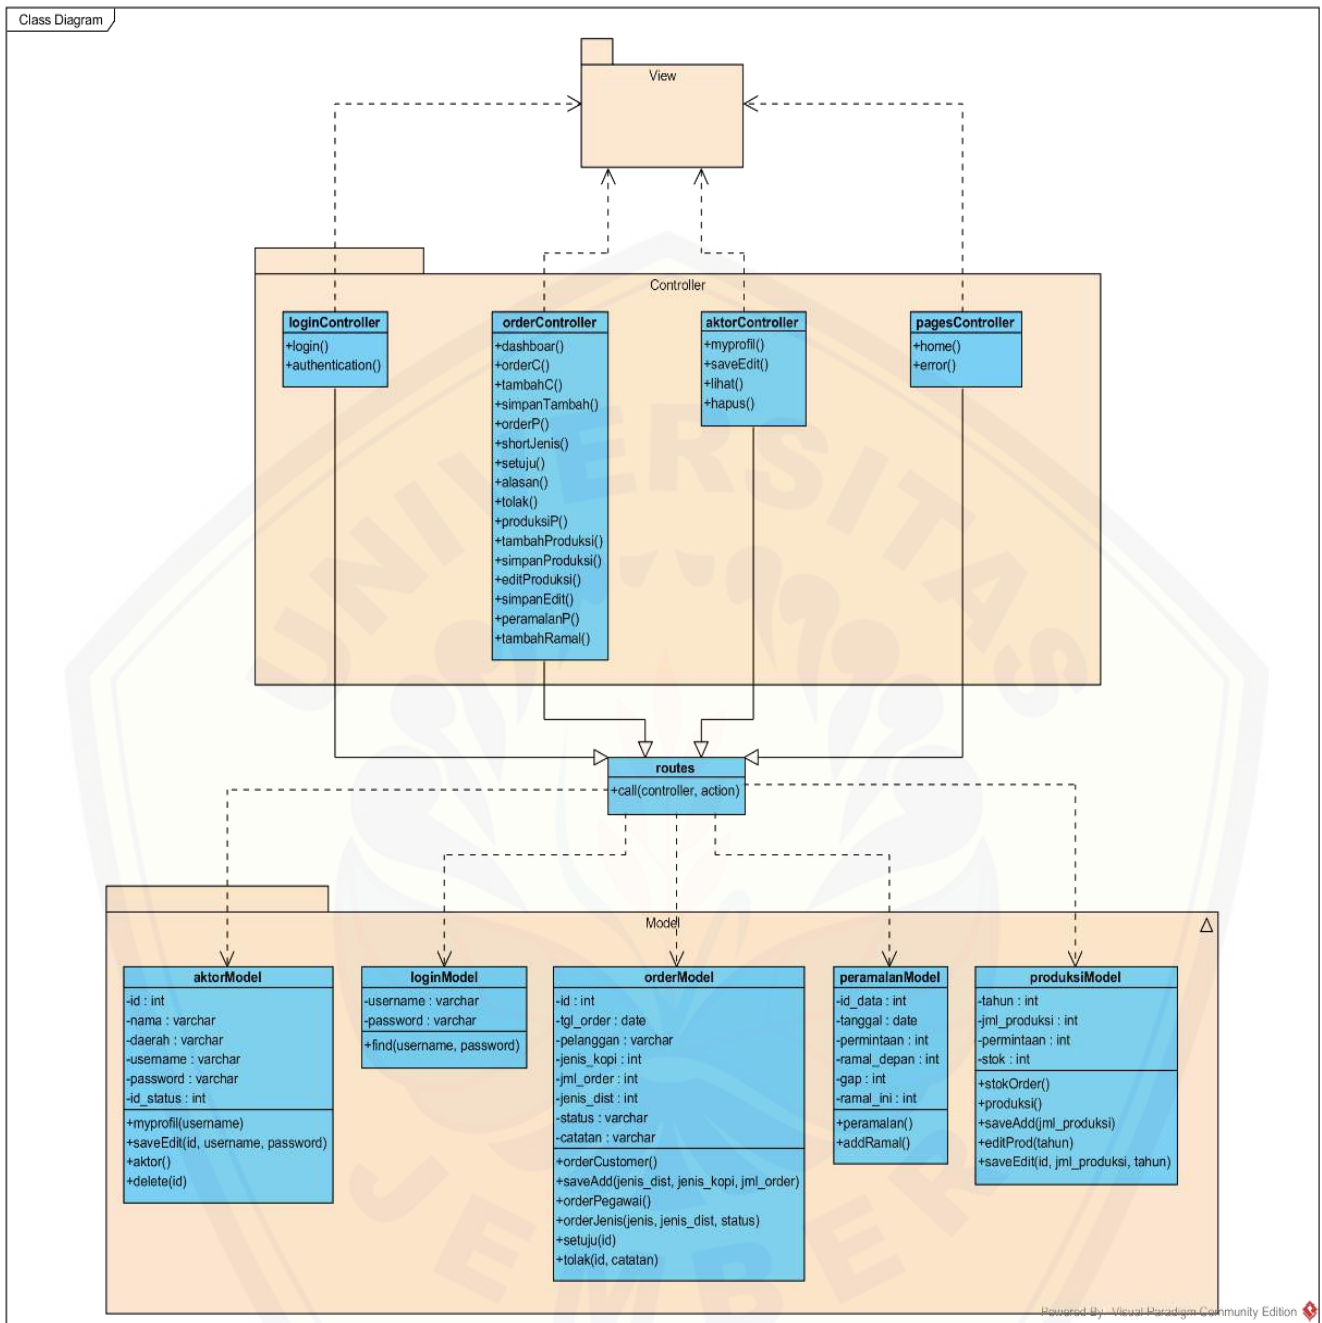 Class Diagram
View
Controller
loginController
+login()
+authentication()
orderController
+dashboar()
+orderC()
+tambahC()
+simpanTambah()
+orderP()
+shortJenis()
+setuju()
+alasan()
+tolak()
+produksiP()
+tambahProduksi()
+simpanProduksi()
+editProduksi()
+simpanEdit()
+peramalanP()
+tambahRamal()
aktorController
+myprofil()
+saveEdit()
+lihat()
+hapus()
pagesController
+home()
+error()
routes
+call(controller, action)
Model
aktorModel
-id : int
-nama : varchar
-daerah : varchar
-username : varchar
-password : varchar
-id_status : int
+myprofil(username)
+saveEdit(id, username, password)
+aktor()
+delete(id)
loginModel
-username : varchar
-password : varchar
+find(username, password)
orderModel
-id : int
-tgl_order : date
-pelanggan : varchar
-jenis_kopi : int
-jml_order : int
-jenis_dist : int
-status : varchar
-catatan : varchar
+orderCustomer()
+saveAdd(jenis_dist, jenis_kopi, jml_order)
+orderPegawai()
+orderJenis(jenis, jenis_dist, status)
+setuju(id)
+tolak(id, catatan)
peramalanModel
-id_data : int
-tanggal : date
-permintaan : int
-ramal_depan : int
-gap : int
-ramal_ini : int
+peramalan()
+addRamal()
produksiModel
-tahun : int
-jml_produksi : int
-permintaan : int
-stok : int
+stokOrder()
+produksi()
+saveAdd(jml_produksi)
+editProd(tahun)
+saveEdit(id, jml_produksi, tahun)
UNIVERSITAS
JEMBER
Powered By Visual Paradigm Community Edition